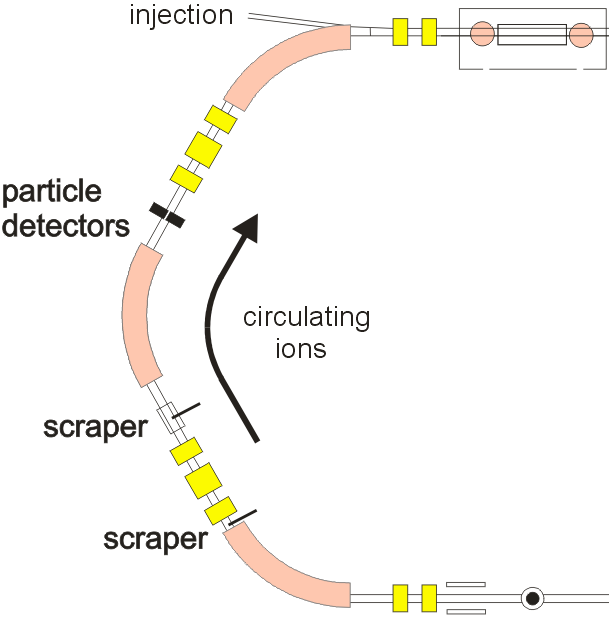 injection
particle
detectors
circulating
ions
scraper
scraper